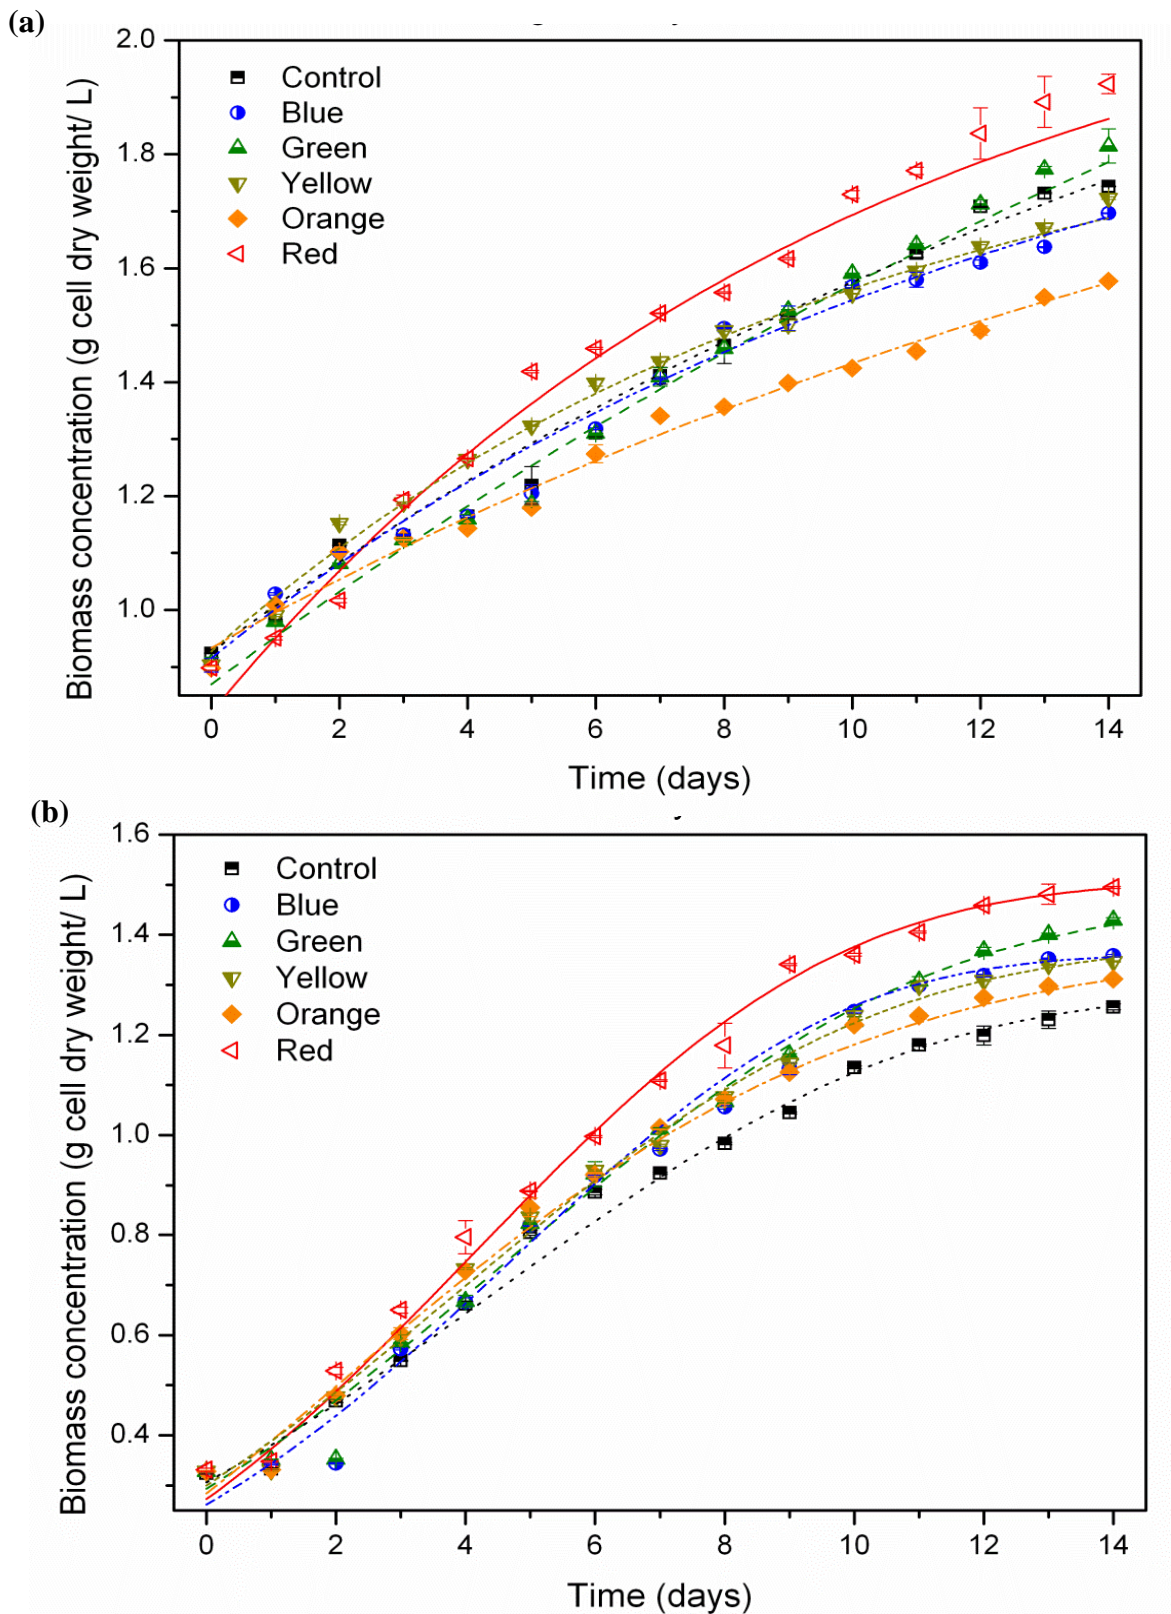 (a)
2.0
1.8
1.6
1.4
1.2
1.0
Biomass concentration (g cell dry weight/ L)
Control
Blue
Green
Yellow
Orange
Red
0 2 4 6 8 10 12 14
Time (days)
(b)
1.6
1.4
1.2
1.0
0.8
0.6
0.4
Biomass concentration (g cell dry weight/ L)
Control
Blue
Green
Yellow
Orange
Red
0 2 4 6 8 10 12 14
Time (days)